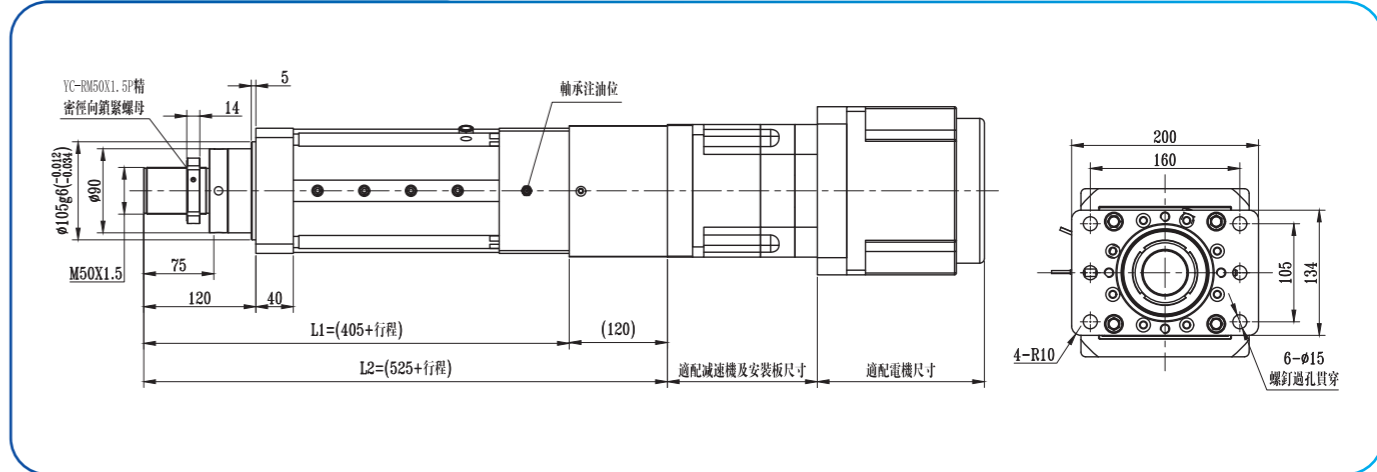 YC-RM50X1.5P精
密徑向鎖緊螺母
14
5
軸承注油位
ø105g6(-0.012
-0.034)
ø90
M50X1.5
75
120
40
L1=(405+行程)
(120)
L2=(525+行程)
適配减速機及安裝板尺寸
適配電機尺寸
200
160
105
134
4-R10
6-ø15
螺釘過孔貫穿